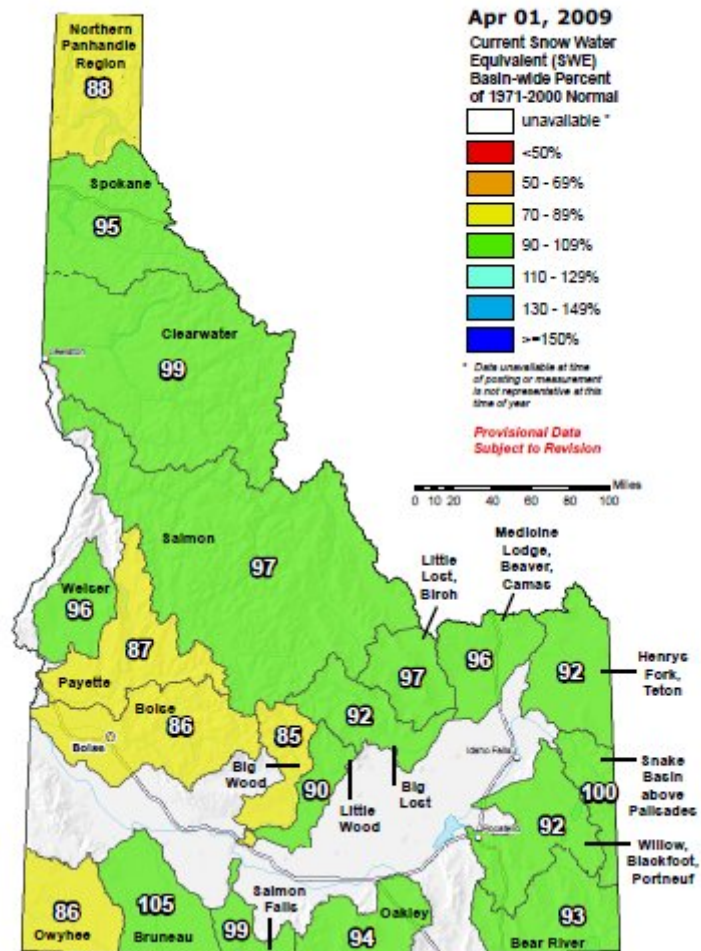 Apr 01, 2009
Current Snow Water
Equivalent (SWE)
Basin-wide Percent
of 1971-2000 Normal
unavailable *
<50%
50 - 69%
70 - 89%
90 - 109%
110 - 129%
130 - 149%
>=150%
* Data unavailable at time
of posting or measurement
is not representative at this
time of year
Provisional Data
Subject to Revision
Miles
0 10 20 40 60 80 100
Northern
Panhandle
Region
88
Spokane
95
Clearwater
99
Lewiston
Salmon
97
Weiser
96
87
Payette
Boise
86
Boise
85
Big
Wood
90
Little
Wood
92
Big
Lost
Little
Lost,
Birch
97
Medicine
Lodge,
Beaver,
Camas
96
92
Henrys
Fork,
Teton
Idaho Falls
Snake
Basin
above
Palisades
100
92
Pocatello
Willow,
Blackfoot,
Portneuf
86
Owyhee
105
Bruneau
Salmon
Falls
99
Oakley
94
93
Bear River